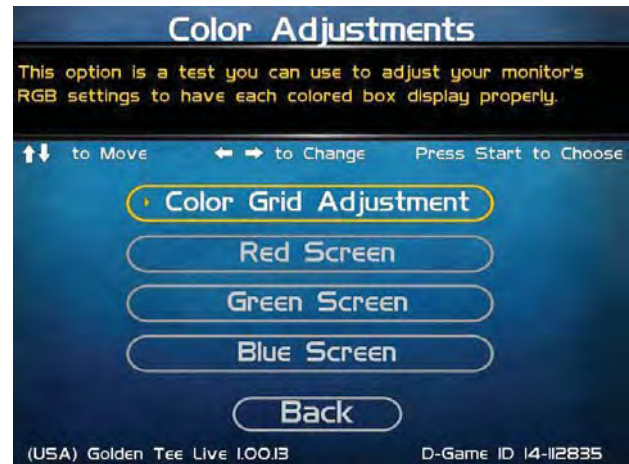 Color Adjustments
This option is a test you can use to adjust your monitor's
RGB settings to have each colored box display properly.
to Move to Change Press Start to Choose
Color Grid Adjustment
Red Screen
Green Screen
Blue Screen
Back
(USA) Golden Tee Live 1.00.13 D-Game ID 14-112835